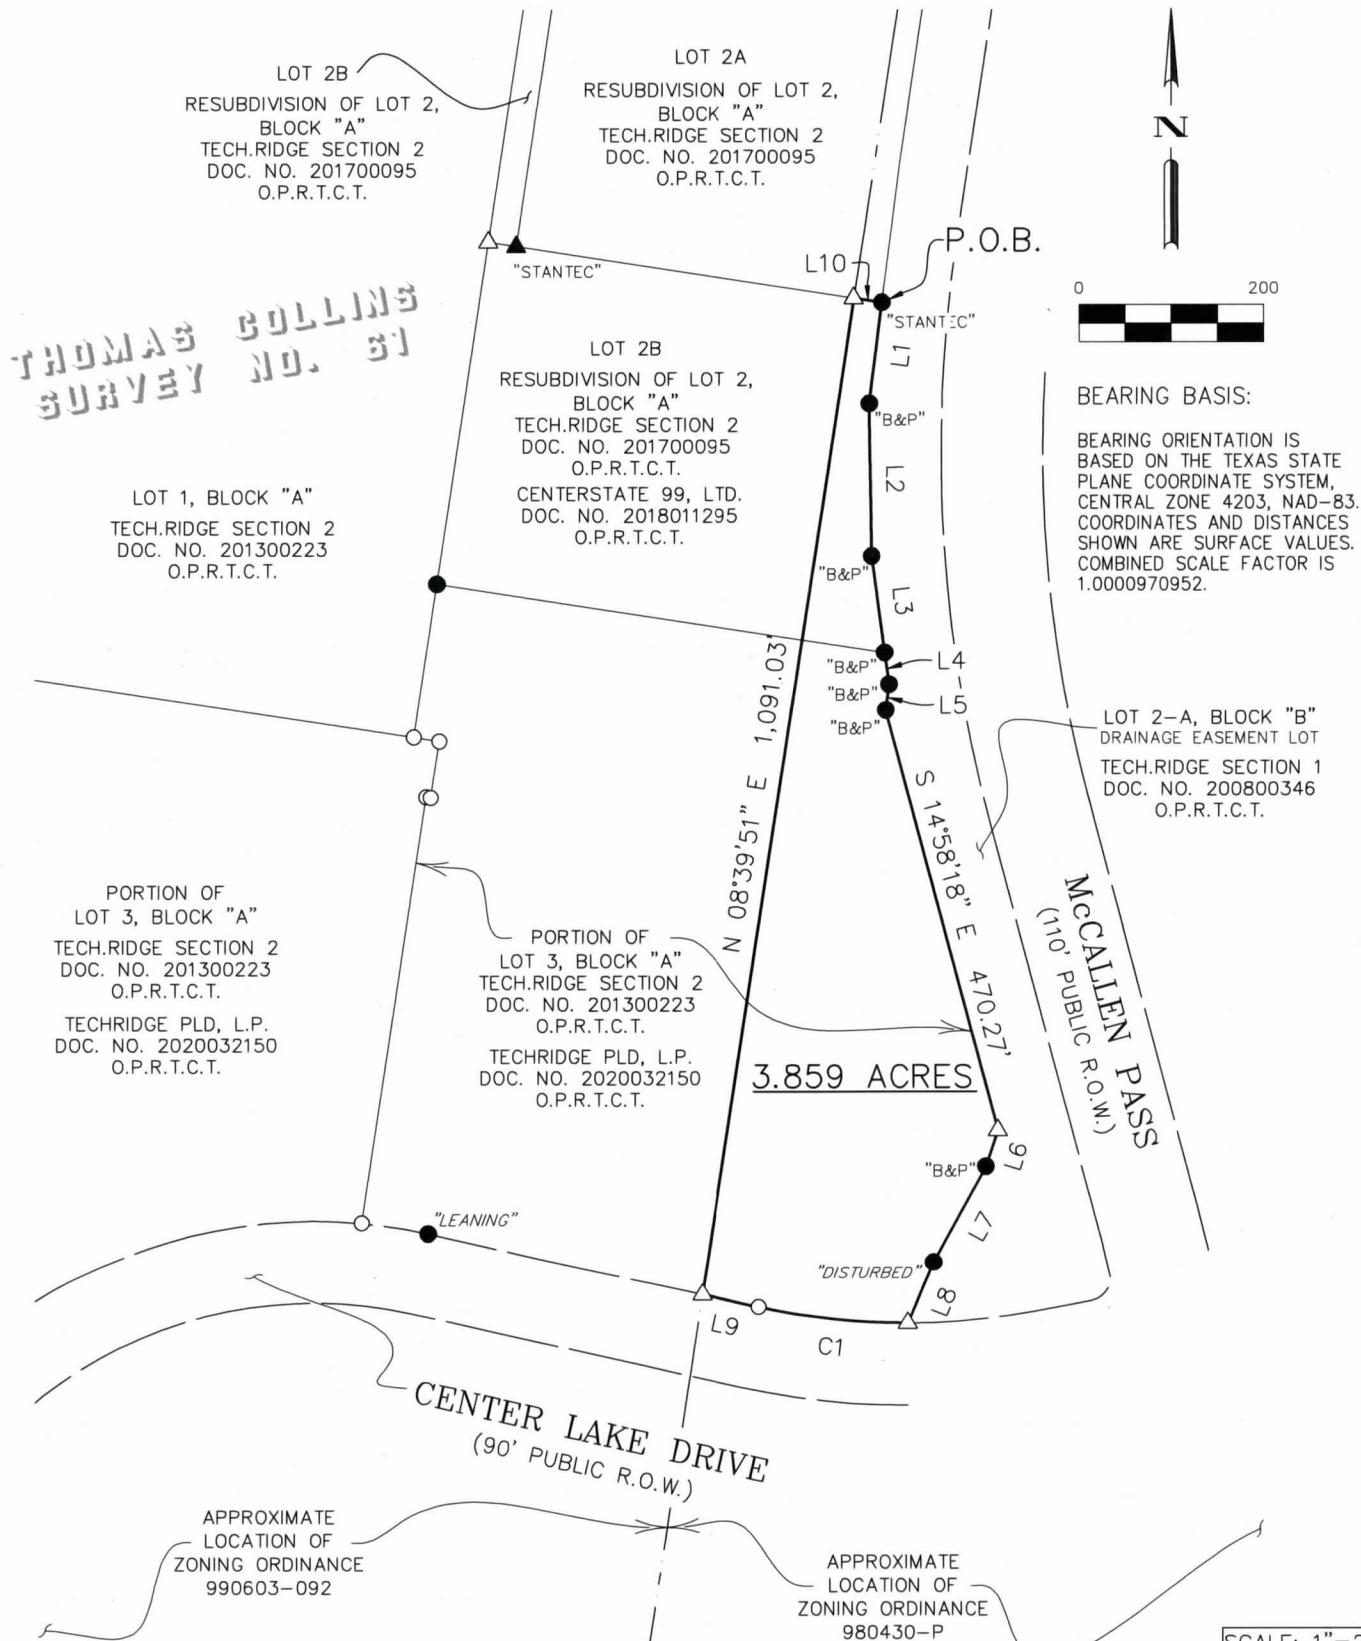 LOT 2B
RESUBDIVISION OF LOT 2,
BLOCK "A"
TECH.RIDGE SECTION 2
DOC. NO. 201700095
O.P.R.T.C.T.
LOT 2A
RESUBDIVISION OF LOT 2,
BLOCK "A"
TECH.RIDGE SECTION 2
DOC. NO. 201700095
O.P.R.T.C.T.
N
P.O.B.
L10
"STANTEC"
"STANTEC"
0 200
THOMAS COLLINS
SURVEY NO. 61
L1
LOT 2B
RESUBDIVISION OF LOT 2,
BLOCK "A"
TECH.RIDGE SECTION 2
DOC. NO. 201700095
O.P.R.T.C.T.
CENTERSTATE 99, LTD.
DOC. NO. 2018011295
O.P.R.T.C.T.
"B&P"
L2
BEARING BASIS:
BEARING ORIENTATION IS
BASED ON THE TEXAS STATE
PLANE COORDINATE SYSTEM,
CENTRAL ZONE 4203, NAD-83.
COORDINATES AND DISTANCES
SHOWN ARE SURFACE VALUES.
COMBINED SCALE FACTOR IS
1.0000970952.
LOT 1, BLOCK "A"
TECH.RIDGE SECTION 2
DOC. NO. 201300223
O.P.R.T.C.T.
"B&P"
L3
"B&P"
L4
"B&P"
L5
"B&P"
N 08°39'51" E 1,091.03'
S 14°58'18" E 470.27'
LOT 2-A, BLOCK "B"
DRAINAGE EASEMENT LOT
TECH.RIDGE SECTION 1
DOC. NO. 200800346
O.P.R.T.C.T.
McCALLEN PASS
(110' PUBLIC R.O.W.)
PORTION OF
LOT 3, BLOCK "A"
TECH.RIDGE SECTION 2
DOC. NO. 201300223
O.P.R.T.C.T.
TECHRIDGE PLD, L.P.
DOC. NO. 2020032150
O.P.R.T.C.T.
PORTION OF
LOT 3, BLOCK "A"
TECH.RIDGE SECTION 2
DOC. NO. 201300223
O.P.R.T.C.T.
TECHRIDGE PLD, L.P.
DOC. NO. 2020032150
O.P.R.T.C.T.
3.859 ACRES
L6
"B&P"
L7
"LEANING"
"DISTURBED"
L8
L9
C1
CENTER LAKE DRIVE
(90' PUBLIC R.O.W.)
APPROXIMATE
LOCATION OF
ZONING ORDINANCE
990603-092
APPROXIMATE
LOCATION OF
ZONING ORDINANCE
980430-P